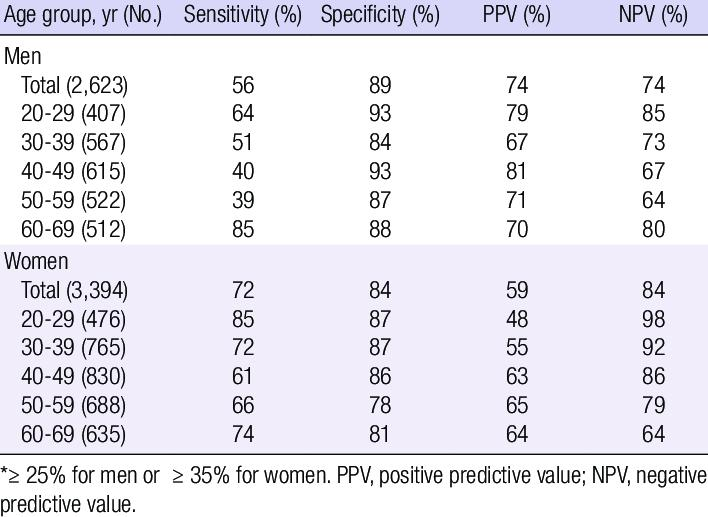 Age group, yr (No.) Sensitivity (%) Specificity (%) PPV (%) NPV (%)
Men
Total (2,623) 56 89 74 74
20-29 (407) 64 93 79 85
30-39 (567) 51 84 67 73
40-49 (615) 40 93 81 67
50-59 (522) 39 87 71 64
60-69 (512) 85 88 70 80
Women
Total (3,394) 72 84 59 84
20-29 (476) 85 87 48 98
30-39 (765) 72 87 55 92
40-49 (830) 61 86 63 86
50-59 (688) 66 78 65 79
60-69 (635) 74 81 64 64
*≥ 25% for men or ≥ 35% for women. PPV, positive predictive value; NPV, negative
predictive value.